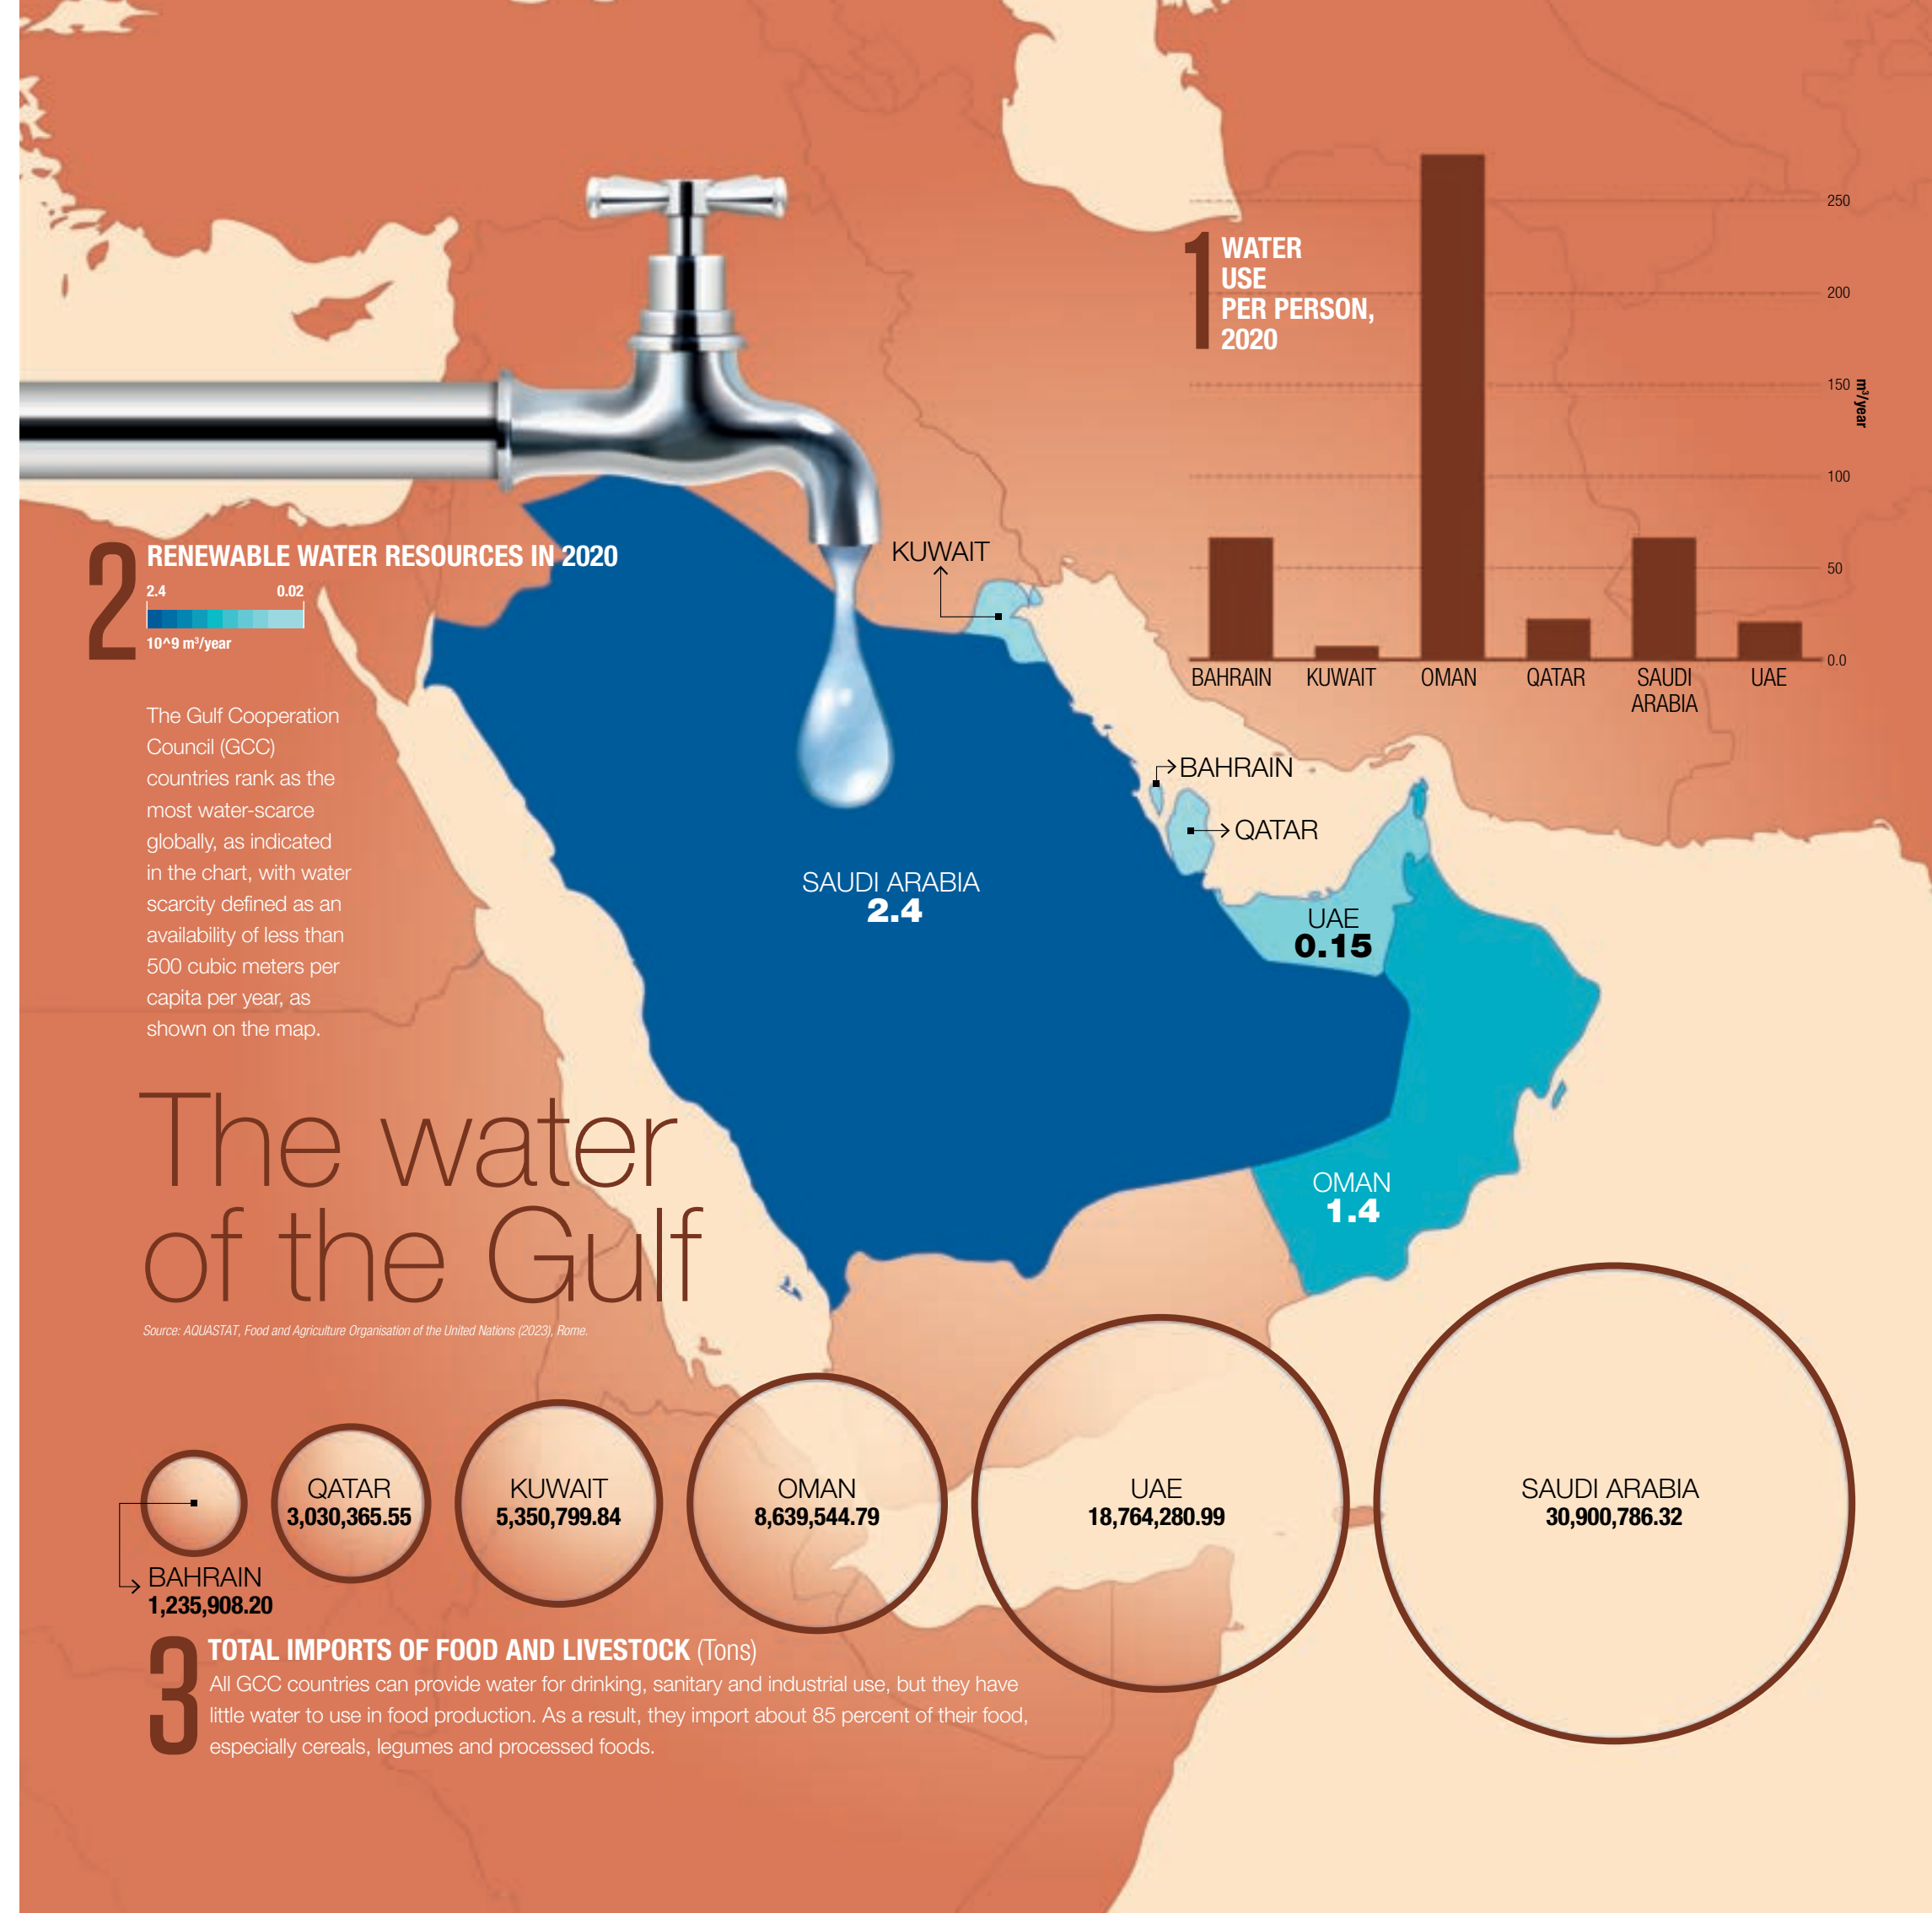 250
1
WATER
USE
PER PERSON,
2020
200
150
m³/year
100
50
0.0
BAHRAIN
KUWAIT
OMAN
QATAR
SAUDI
ARABIA
UAE
2
RENEWABLE WATER RESOURCES IN 2020
2.4 0.02
10^9 m³/year
The Gulf Cooperation
Council (GCC)
countries rank as the
most water-scarce
globally, as indicated
in the chart, with water
scarcity defined as an
availability of less than
500 cubic meters per
capita per year, as
shown on the map.
KUWAIT
BAHRAIN
QATAR
SAUDI ARABIA
2.4
UAE
0.15
OMAN
1.4
The water
of the Gulf
Source: AQUASTAT, Food and Agriculture Organisation of the United Nations (2023), Rome.
BAHRAIN
1,235,908.20
QATAR
3,030,365.55
KUWAIT
5,350,799.84
OMAN
8,639,544.79
UAE
18,764,280.99
SAUDI ARABIA
30,900,786.32
3
TOTAL IMPORTS OF FOOD AND LIVESTOCK (Tons)
All GCC countries can provide water for drinking, sanitary and industrial use, but they have
little water to use in food production. As a result, they import about 85 percent of their food,
especially cereals, legumes and processed foods.